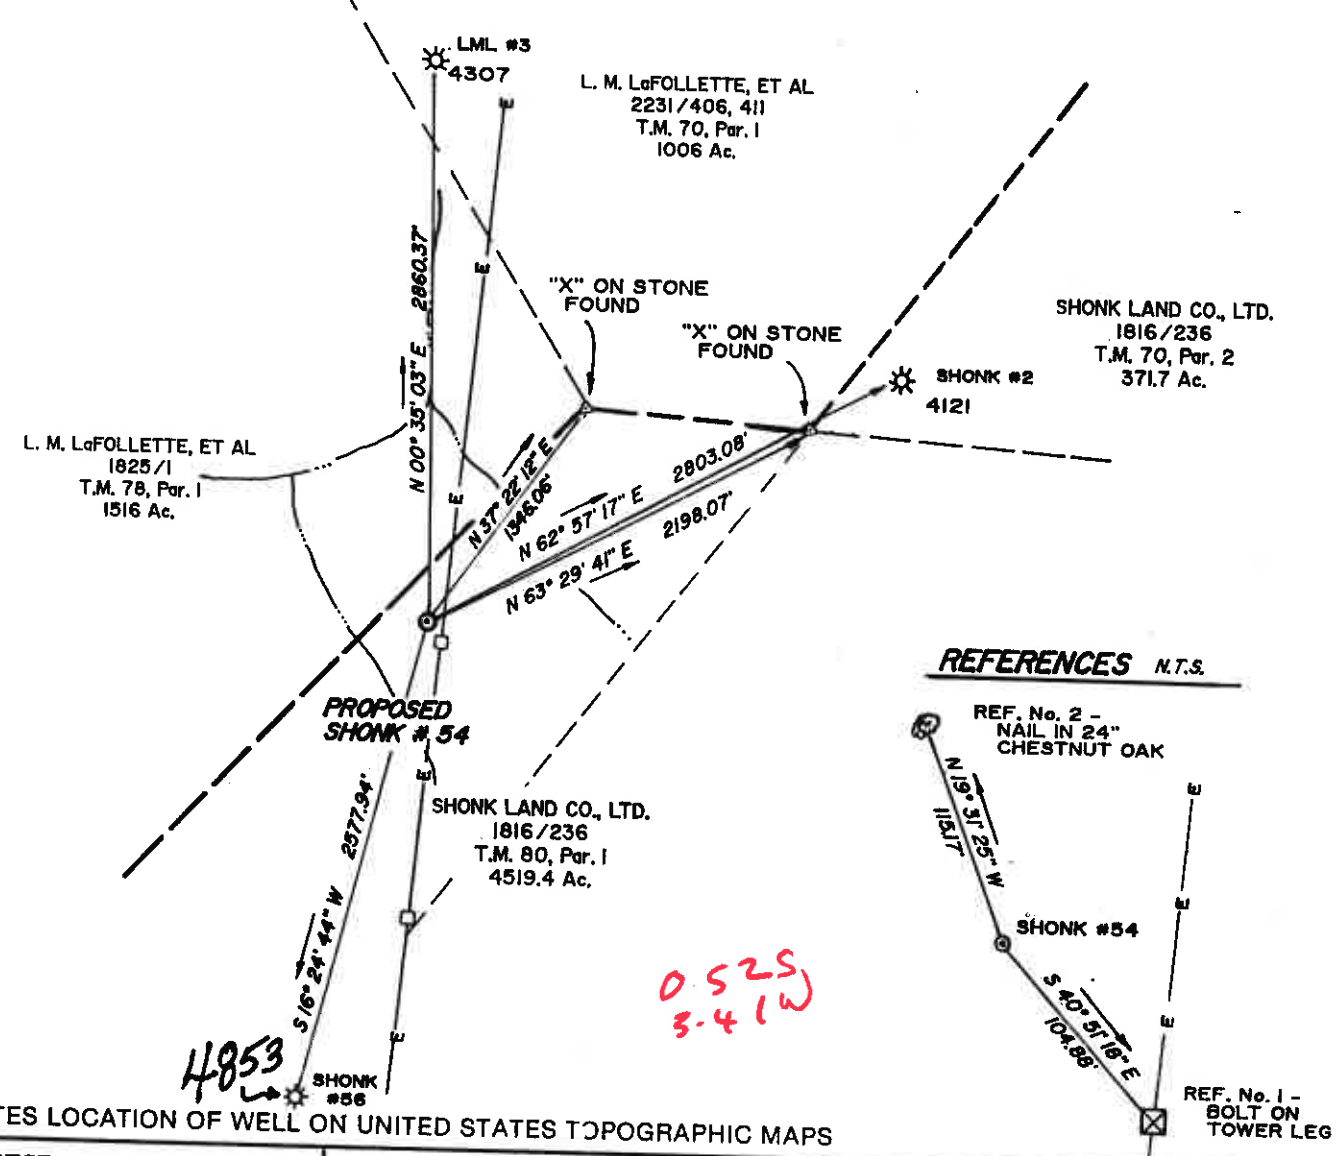 LML #3
4307
L. M. LaFOLLETTE, ET AL
2231/406, 411
T.M. 70, Par. 1
1006 Ac.
E
N 00° 35' 03" E 2860.37'
E
"X" ON STONE
FOUND
"X" ON STONE
FOUND
SHONK LAND CO., LTD.
1816/236
T.M. 70, Par. 2
371.7 Ac.
SHONK #2
4121
L. M. LaFOLLETTE, ET AL
1825/1
T.M. 78, Par. 1
1516 Ac.
E
N 37° 22' 12" E
1346.06'
N 62° 57' 17" E 2803.08'
N 63° 29' 41" E 2198.07'
PROPOSED
SHONK # 54
E
S 16° 24' 44" W 2577.94'
SHONK LAND CO., LTD.
1816/236
T.M. 80, Par. 1
4519.4 Ac.
E
REFERENCES N.T.S.
REF. No. 2 -
NAIL IN 24"
CHESTNUT OAK
N 19° 31' 25" W
115.17'
E
E
SHONK #54
S 40° 51' 18" E
104.88'
E
REF. No. 1 -
BOLT ON
TOWER LEG
0.52S
3.41W
4853
SHONK
#56
TES LOCATION OF WELL ON UNITED STATES TOPOGRAPHIC MAPS